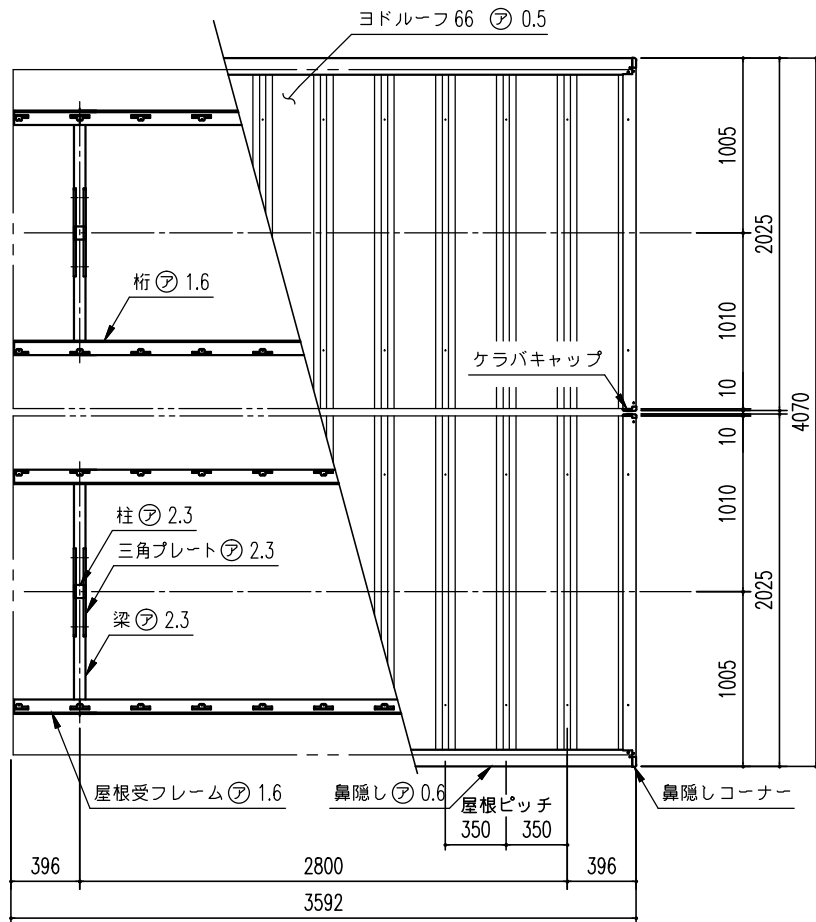 ヨドルーフ66 ㋐ 0.5
1005
2025
桁 ㋐ 1.6
1010
ケラバキャップ
10
4070
10
1010
柱 ㋐ 2.3
三角プレート ㋐ 2.3
2025
梁 ㋐ 2.3
1005
屋根受フレーム ㋐ 1.6
鼻隠し ㋐ 0.6
屋根ピッチ
鼻隠しコーナー
350
350
396
2800
396
3592